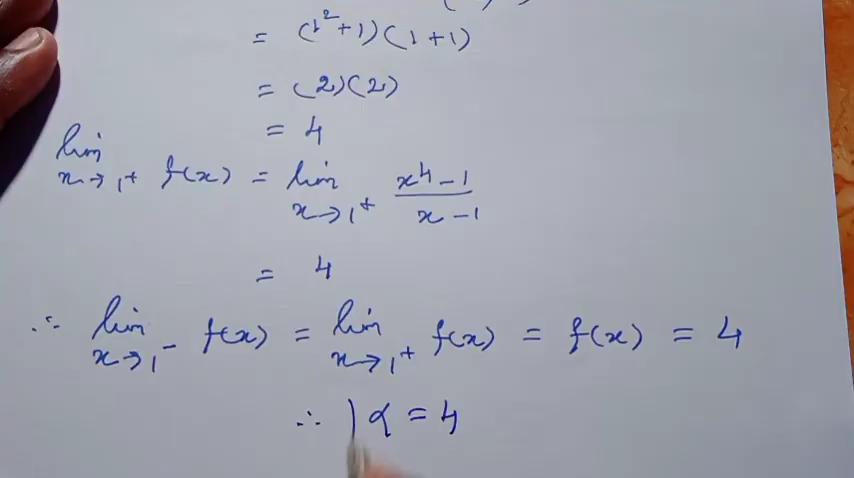 = (1²+1)(1+1)
= (2)(2)
= 4
lim x→1⁺ f(x) = lim x→1⁺ (x⁴-1)/(x-1)
= 4
∴ lim x→1⁻ f(x) = lim x→1⁺ f(x) = f(x) = 4
∴ α = 4